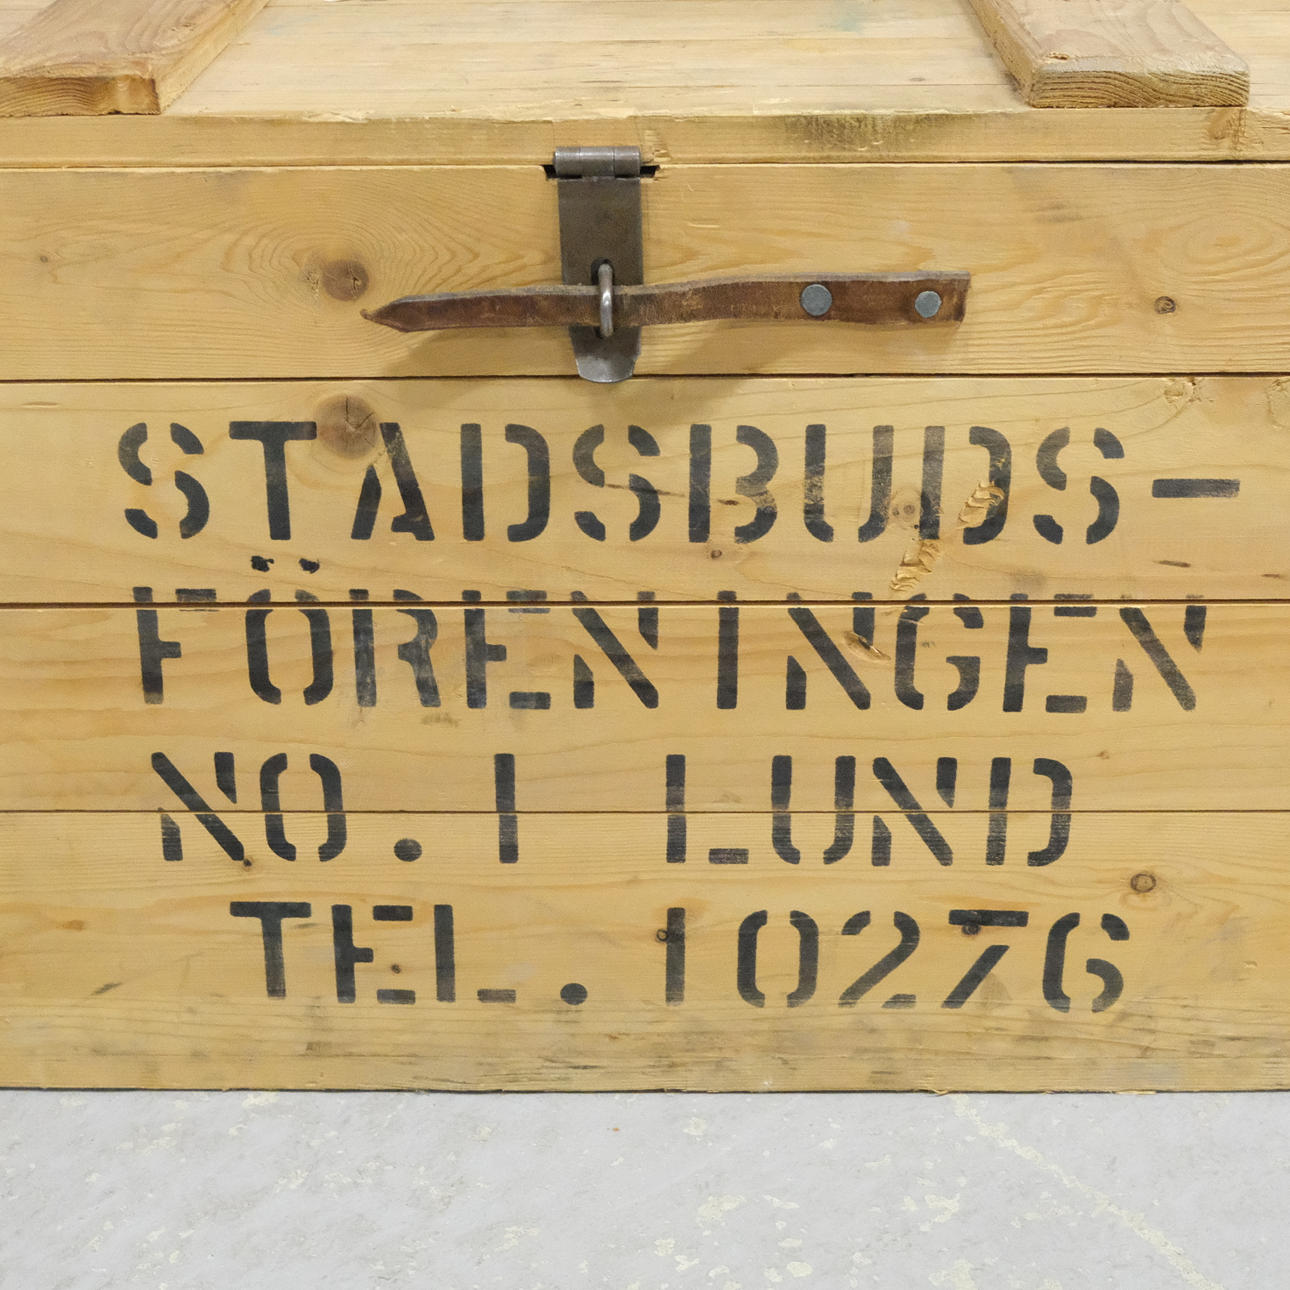 STADSBUDS-
FÖRENINGEN
NO. 1 LUND
TEL. 10276